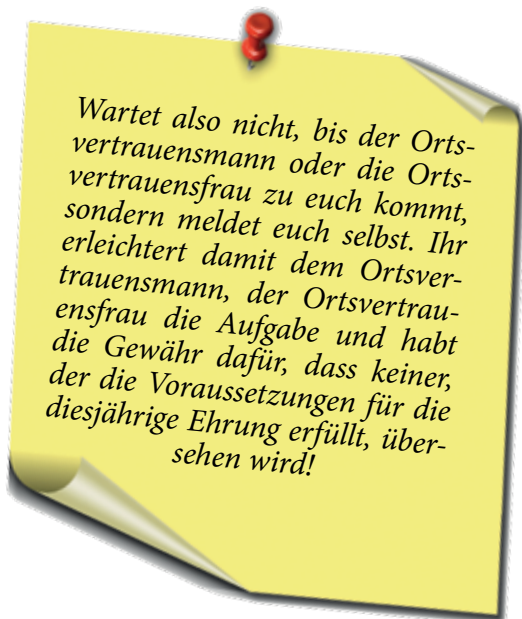 Wartet also nicht, bis der Orts-
vertrauensmann oder die Orts-
vertrauensfrau zu euch kommt,
sondern meldet euch selbst. Ihr
erleichtert damit dem Ortsver-
trauensmann, der Ortsvertrau-
ensfrau die Aufgabe und habt
die Gewähr dafür, dass keiner,
der die Voraussetzungen für die
diesjährige Ehrung erfüllt, über-
sehen wird!